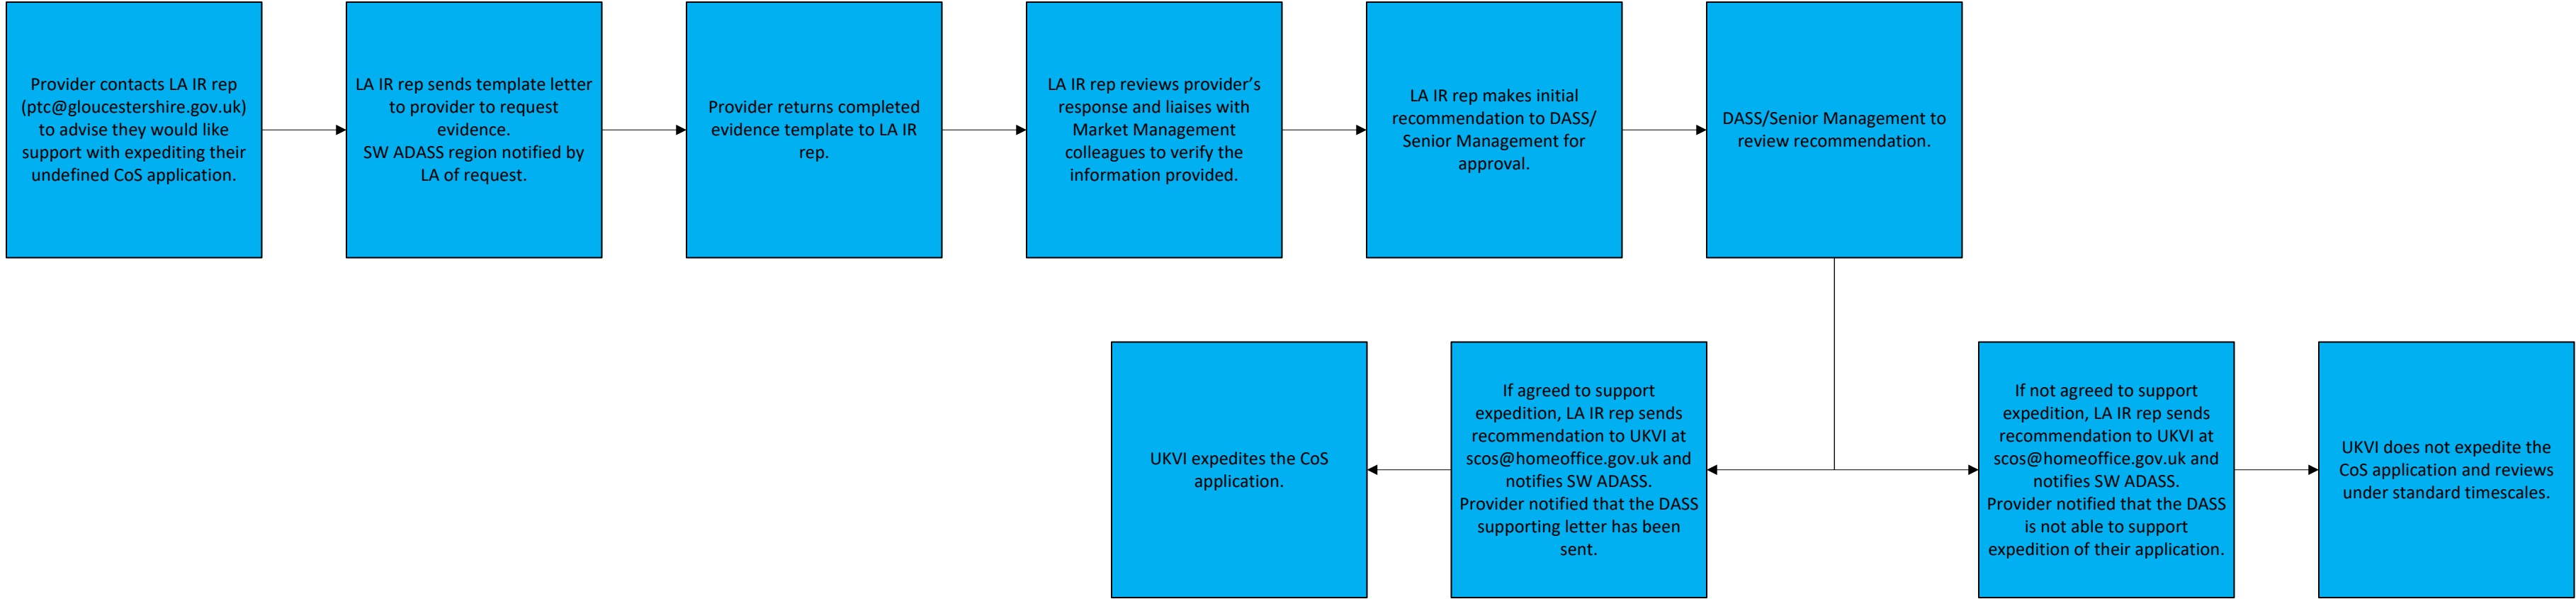 Provider contacts LA IR rep
(ptc@gloucestershire.gov.uk)
to advise they would like
support with expediting their
undefined CoS application.
LA IR rep sends template letter
to provider to request
evidence.
SW ADASS region notified by
LA of request.
Provider returns completed
evidence template to LA IR
rep.
LA IR rep reviews provider’s
response and liaises with
Market Management
colleagues to verify the
information provided.
LA IR rep makes initial
recommendation to DASS/
Senior Management for
approval.
DASS/Senior Management to
review recommendation.
UKVI expedites the CoS
application.
If agreed to support
expedition, LA IR rep sends
recommendation to UKVI at
scos@homeoffice.gov.uk and
notifies SW ADASS.
Provider notified that the DASS
supporting letter has been
sent.
If not agreed to support
expedition, LA IR rep sends
recommendation to UKVI at
scos@homeoffice.gov.uk and
notifies SW ADASS.
Provider notified that the DASS
is not able to support
expedition of their application.
UKVI does not expedite the
CoS application and reviews
under standard timescales.